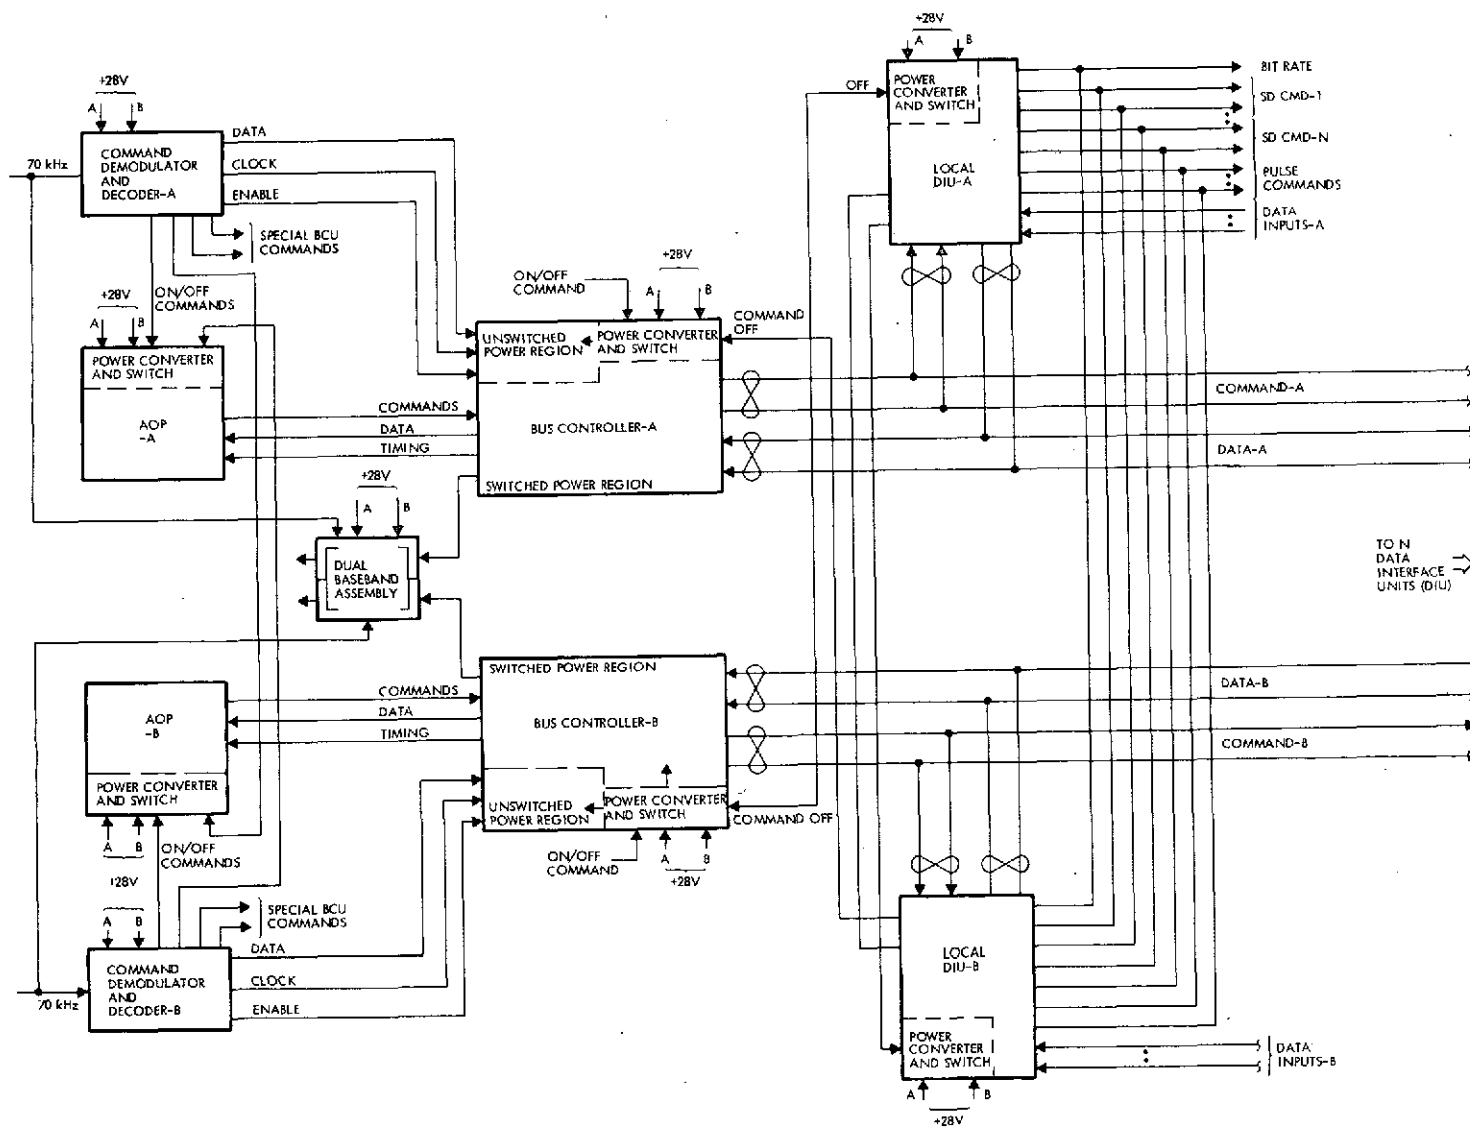 +28V
A B
+28V
A B
COMMAND
DEMODULATOR
AND
DECODER-A
70 kHz
DATA
CLOCK
ENABLE
SPECIAL BCU
COMMANDS
+28V
A B
ON/OFF
COMMANDS
POWER CONVERTER
AND SWITCH
AOP
-A
COMMANDS
DATA
TIMING
ON/OFF
COMMAND
+28V
A B
UNSWITCHED
POWER REGION
POWER CONVERTER
AND SWITCH
COMMAND
OFF
BUS CONTROLLER-A
SWITCHED POWER REGION
OFF
POWER
CONVERTER
AND SWITCH
LOCAL
DIU-A
BIT RATE
SD CMD-1
SD CMD-N
PULSE
COMMANDS
DATA
INPUTS-A
COMMAND-A
DATA-A
+28V
A B
DUAL
BASEBAND
ASSEMBLY
TO N
DATA
INTERFACE
UNITS (DIU)
SWITCHED POWER REGION
BUS CONTROLLER-B
UNSWITCHED
POWER REGION
POWER CONVERTER
AND SWITCH
COMMAND OFF
ON/OFF
COMMAND
A B
+28V
DATA-B
COMMAND-B
AOP
-B
POWER CONVERTER
AND SWITCH
COMMANDS
DATA
TIMING
A B
+28V
ON/OFF
COMMANDS
A B
SPECIAL BCU
COMMANDS
COMMAND
DEMODULATOR
AND
DECODER-B
70 kHz
DATA
CLOCK
ENABLE
LOCAL
DIU-B
POWER
CONVERTER
AND SWITCH
DATA
INPUTS-B
A B
+28V